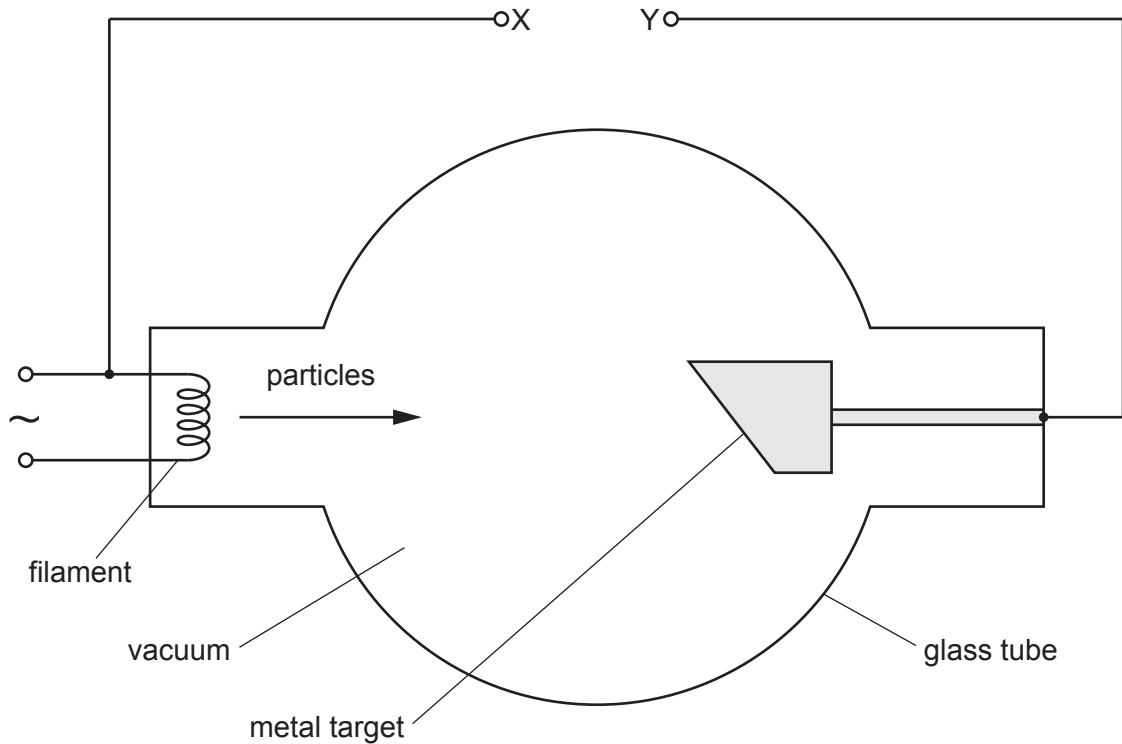 X Y
particles
~
filament
vacuum
glass tube
metal target